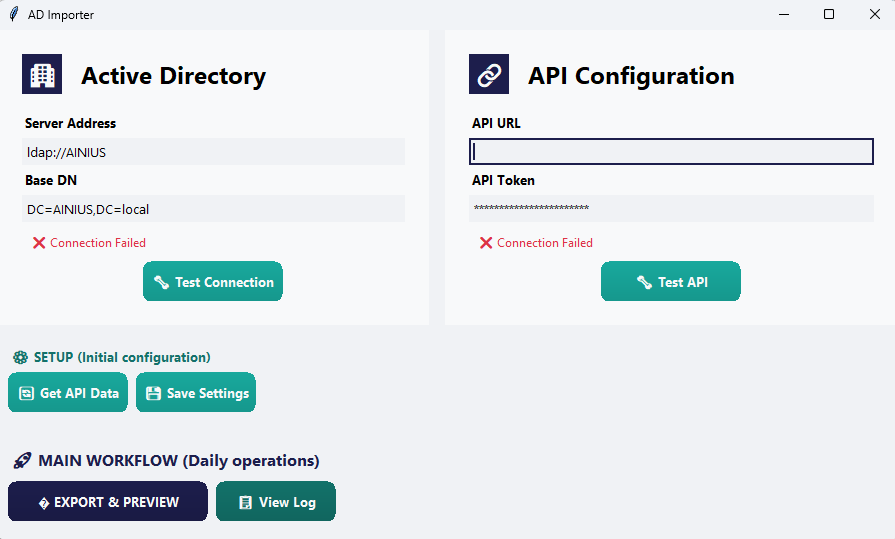 AD Importer
Active Directory
Server Address
ldap://AINIUS
Base DN
DC=AINIUS,DC=local
❌ Connection Failed
🔧 Test Connection
API Configuration
API URL
API Token
***********************
❌ Connection Failed
🔧 Test API
⚙ SETUP (Initial configuration)
🔄 Get API Data
💾 Save Settings
🚀 MAIN WORKFLOW (Daily operations)
� EXPORT & PREVIEW
📋 View Log